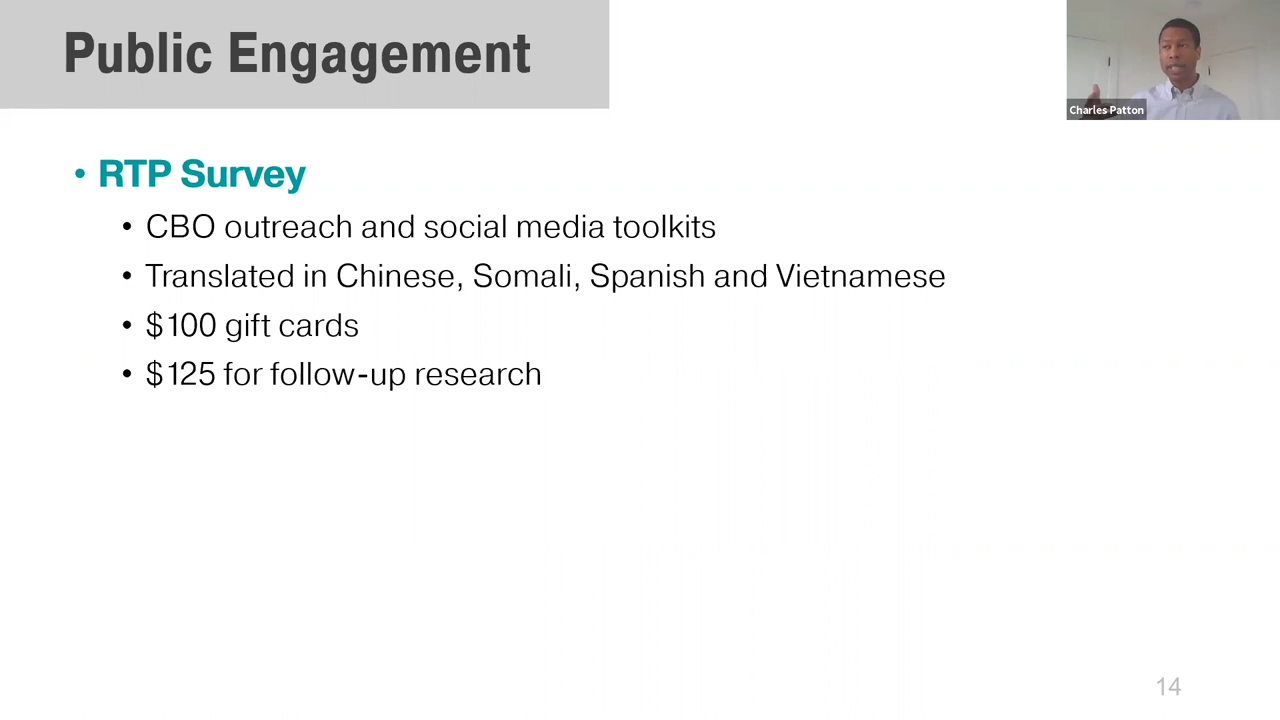 Public Engagement
Charles Patton
• RTP Survey
• CBO outreach and social media toolkits
• Translated in Chinese, Somali, Spanish and Vietnamese
• $100 gift cards
• $125 for follow-up research
14